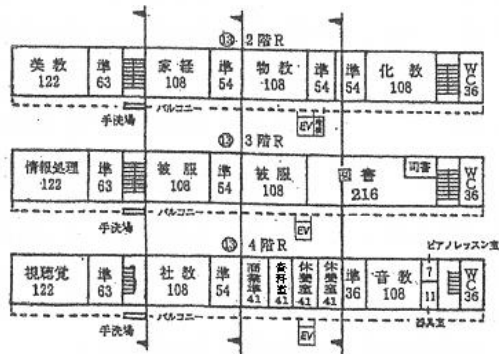 ⑬ 2階R
美教 122
準 63
家経 108
準 54
物教 108
準 54
準 54
化教 108
WC 36
バルコニー
手洗場
EV
⑬ 3階R
情報処理 122
準 63
被服 108
準 54
被服 108
図書 216
司書
WC 36
バルコニー
手洗場
EV
⑬ 4階R
ピアノレッスン室
視聴覚 122
準 63
社教 108
準 54
商業準 41
資料室 41
休憩室 41
休憩室 41
準 36
音教 108
7
11
WC 36
バルコニー
手洗場
EV
器具室